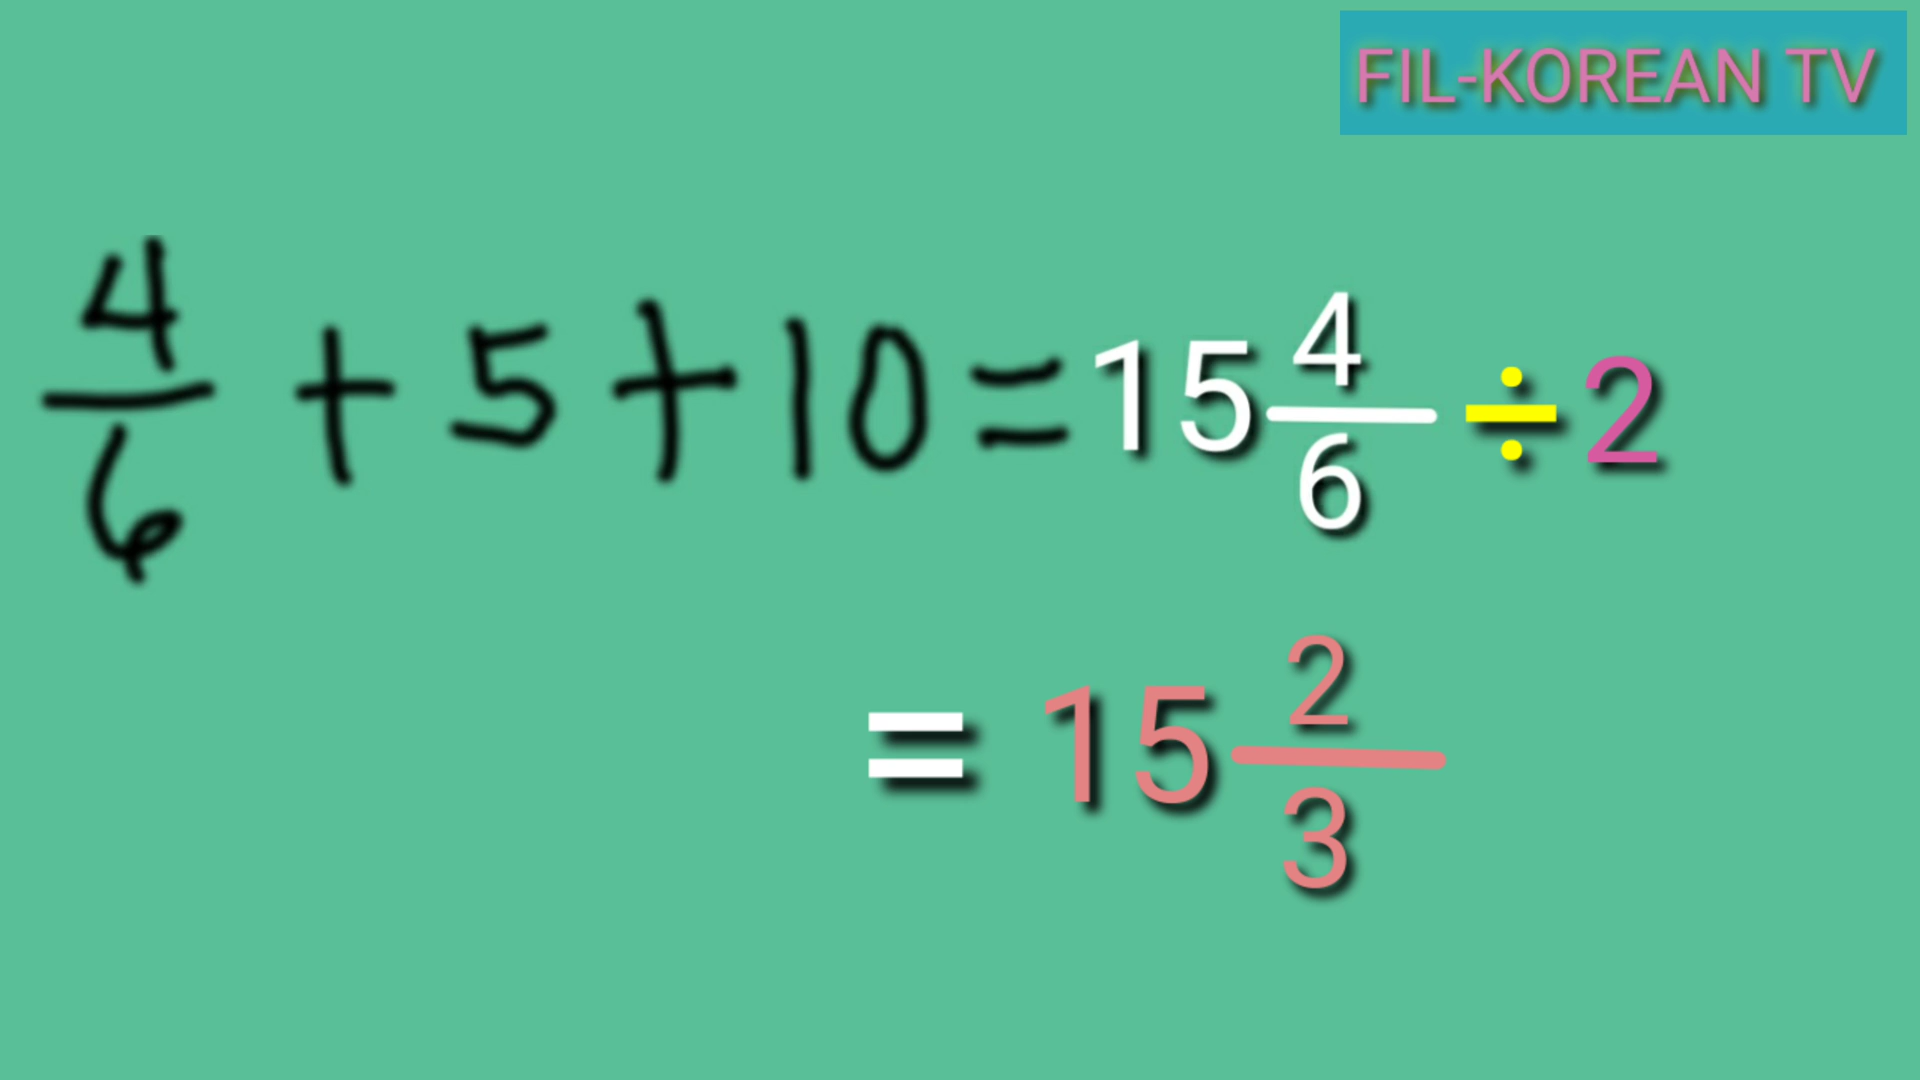 FIL-KOREAN TV
4/6 + 5 + 10 = 15 4/6 ÷ 2
= 15 2/3